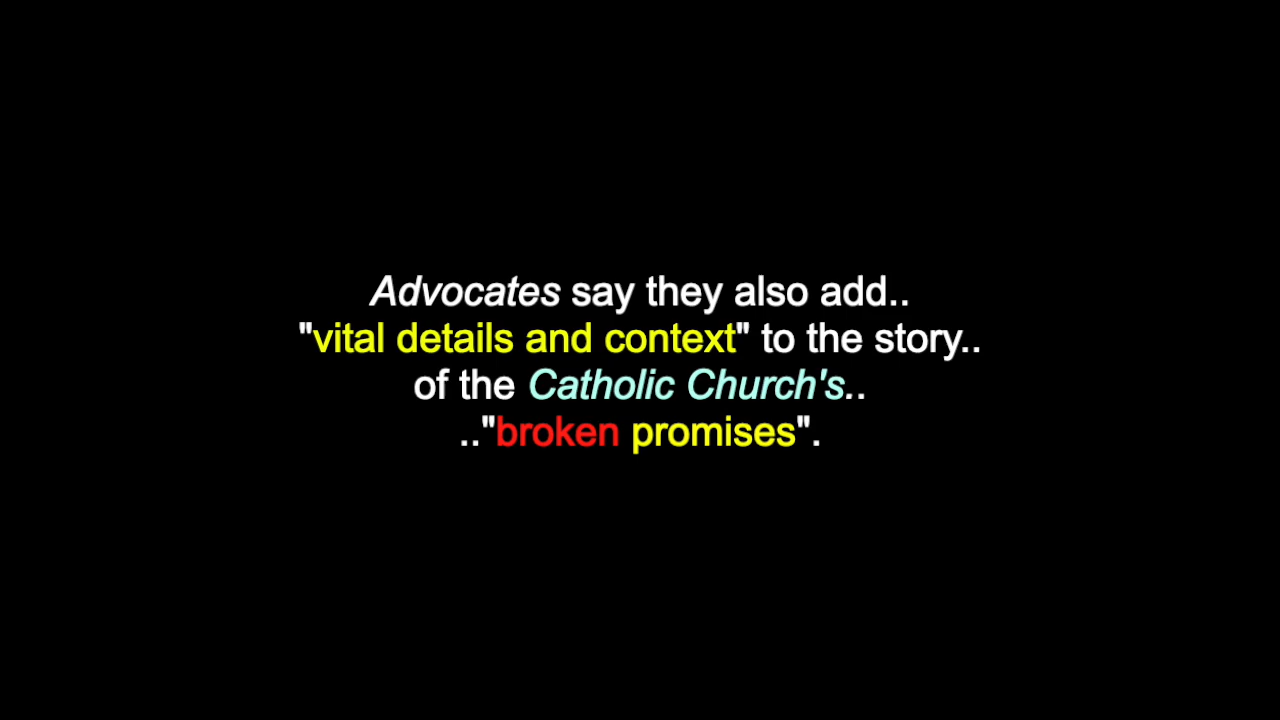 Advocates say they also add..
"vital details and context" to the story..
of the Catholic Church's..
.."broken promises".